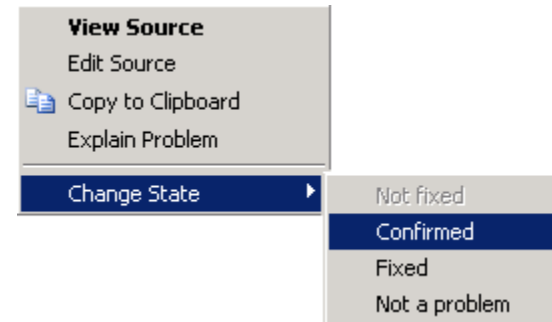 View Source
Edit Source
Copy to Clipboard
Explain Problem
Change State
Not fixed
Confirmed
Fixed
Not a problem